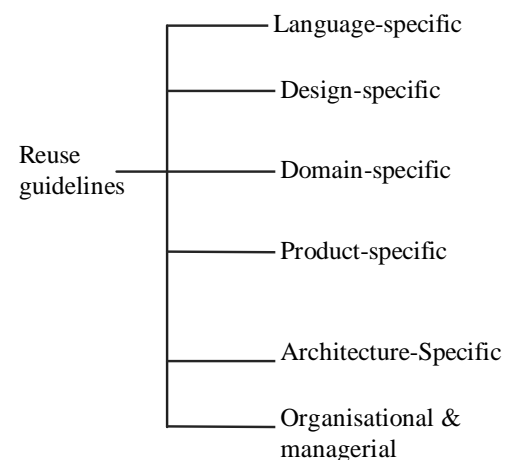 Language-specific
Design-specific
Reuse
guidelines
Domain-specific
Product-specific
Architecture-Specific
Organisational &
managerial